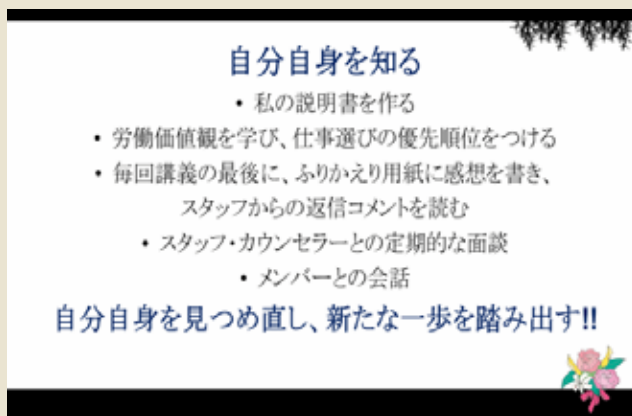 自分自身を知る
• 私の説明書を作る
• 労働価値観を学び、仕事選びの優先順位をつける
• 毎回講義の最後に、ふりかえり用紙に感想を書き、
スタッフからの返信コメントを読む
• スタッフ・カウンセラーとの定期的な面談
• メンバーとの会話
自分自身を見つめ直し、新たな一歩を踏み出す!!